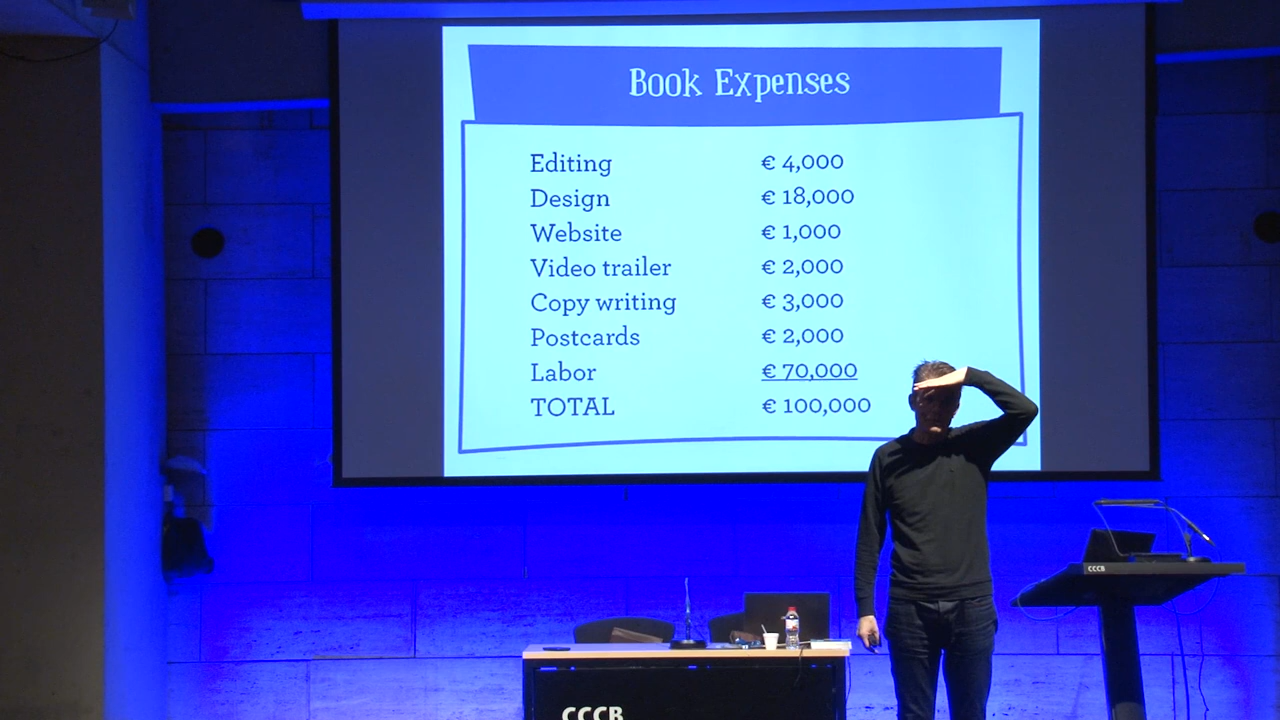 Book Expenses
Editing € 4,000
Design € 18,000
Website € 1,000
Video trailer € 2,000
Copy writing € 3,000
Postcards € 2,000
Labor € 70,000
TOTAL € 100,000
CCCB
CCCB